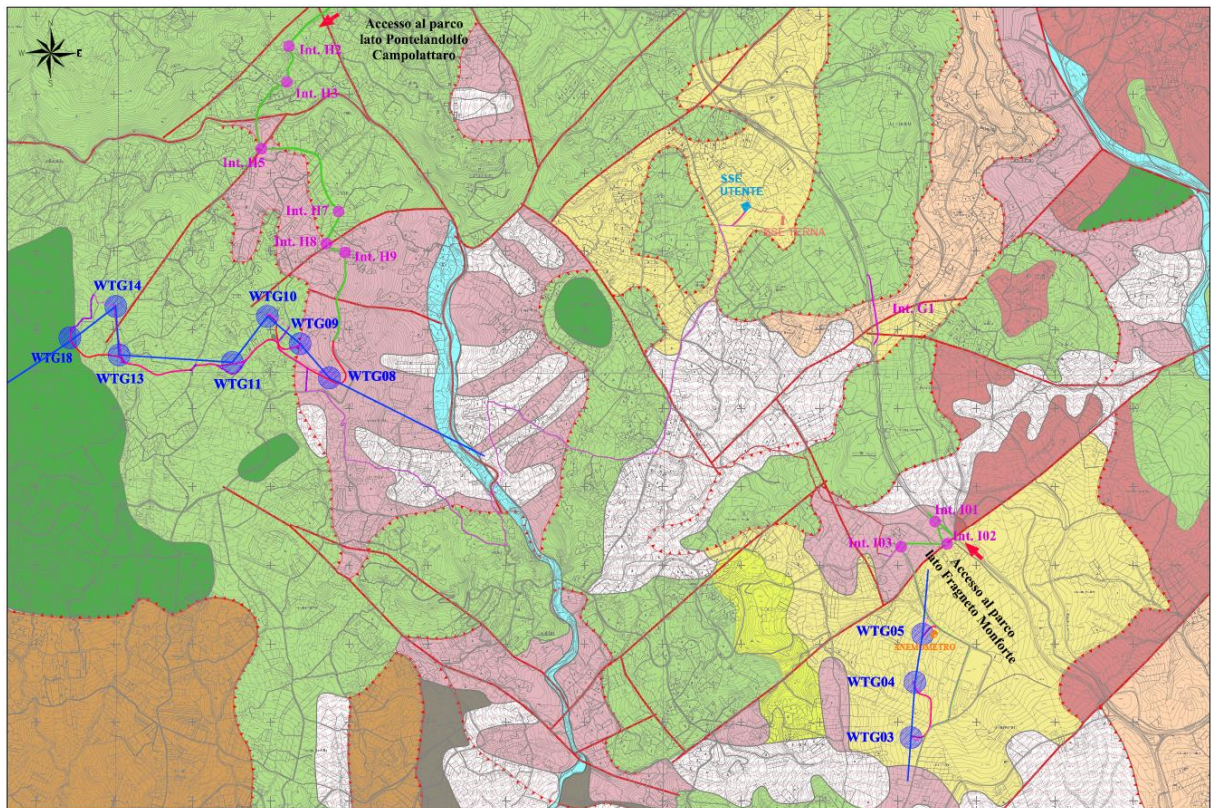 N
W
E
S
Accesso al parco
lato Pontelandolfo
Campolattaro
Int. H2
Int. H3
Int. H5
Int. H7
Int. H8
Int. H9
SSE
UTENTE
SSE TERNA
WTG14
WTG10
WTG09
WTG18
WTG13
WTG11
WTG08
Int. G1
Int. I01
Int. I03
Int. I02
Accesso al parco
lato Fragneto Monforte
WTG05
ANEMOMETRO
WTG04
WTG03